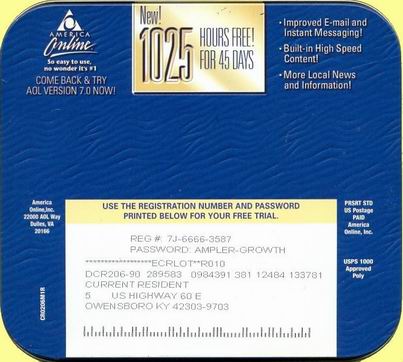 AMERICA
Online
So easy to use,
no wonder it's #1
COME BACK & TRY
AOL VERSION 7.0 NOW!
New!
1025
HOURS FREE!
FOR 45 DAYS
• Improved E-mail and
Instant Messaging!
• Built-in High Speed
Content!
• More Local News
and Information!
America
Online, Inc.
22000 AOL Way
Dulles, VA
20166
USE THE REGISTRATION NUMBER AND PASSWORD
PRINTED BELOW FOR YOUR FREE TRIAL.
PRSRT STD
US Postage
PAID
America
Online, Inc.
REG #: 7J-6666-3587
PASSWORD: AMPLER-GROWTH
*******************ECRLOT**R010
DCR206-90 289583 0984391 381 12484 133781
CURRENT RESIDENT
5 US HIGHWAY 60 E
OWENSBORO KY 42303-9703
USPS 1000
Approved
Poly